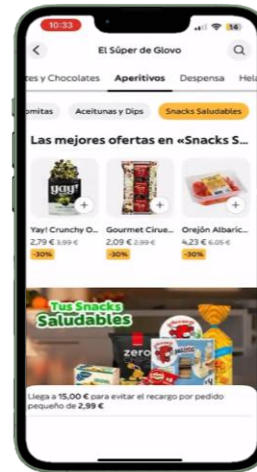 10:33
14
El Súper de Glovo
es y Chocolates Aperitivos Despensa Hela
omitas Aceitunas y Dips Snacks Saludables
Las mejores ofertas en «Snacks S...
yay!
Yay! Crunchy O... Gourmet Cirue... Orejón Albaric...
2,79 € 3,99 € 2,09 € 2,99 € 4,23 € 6,05 €
-30% -30% -30%
Tus Snacks
Saludables
zero
Llega a 15,00 € para evitar el recargo por pedido
pequeño de 2,99 €